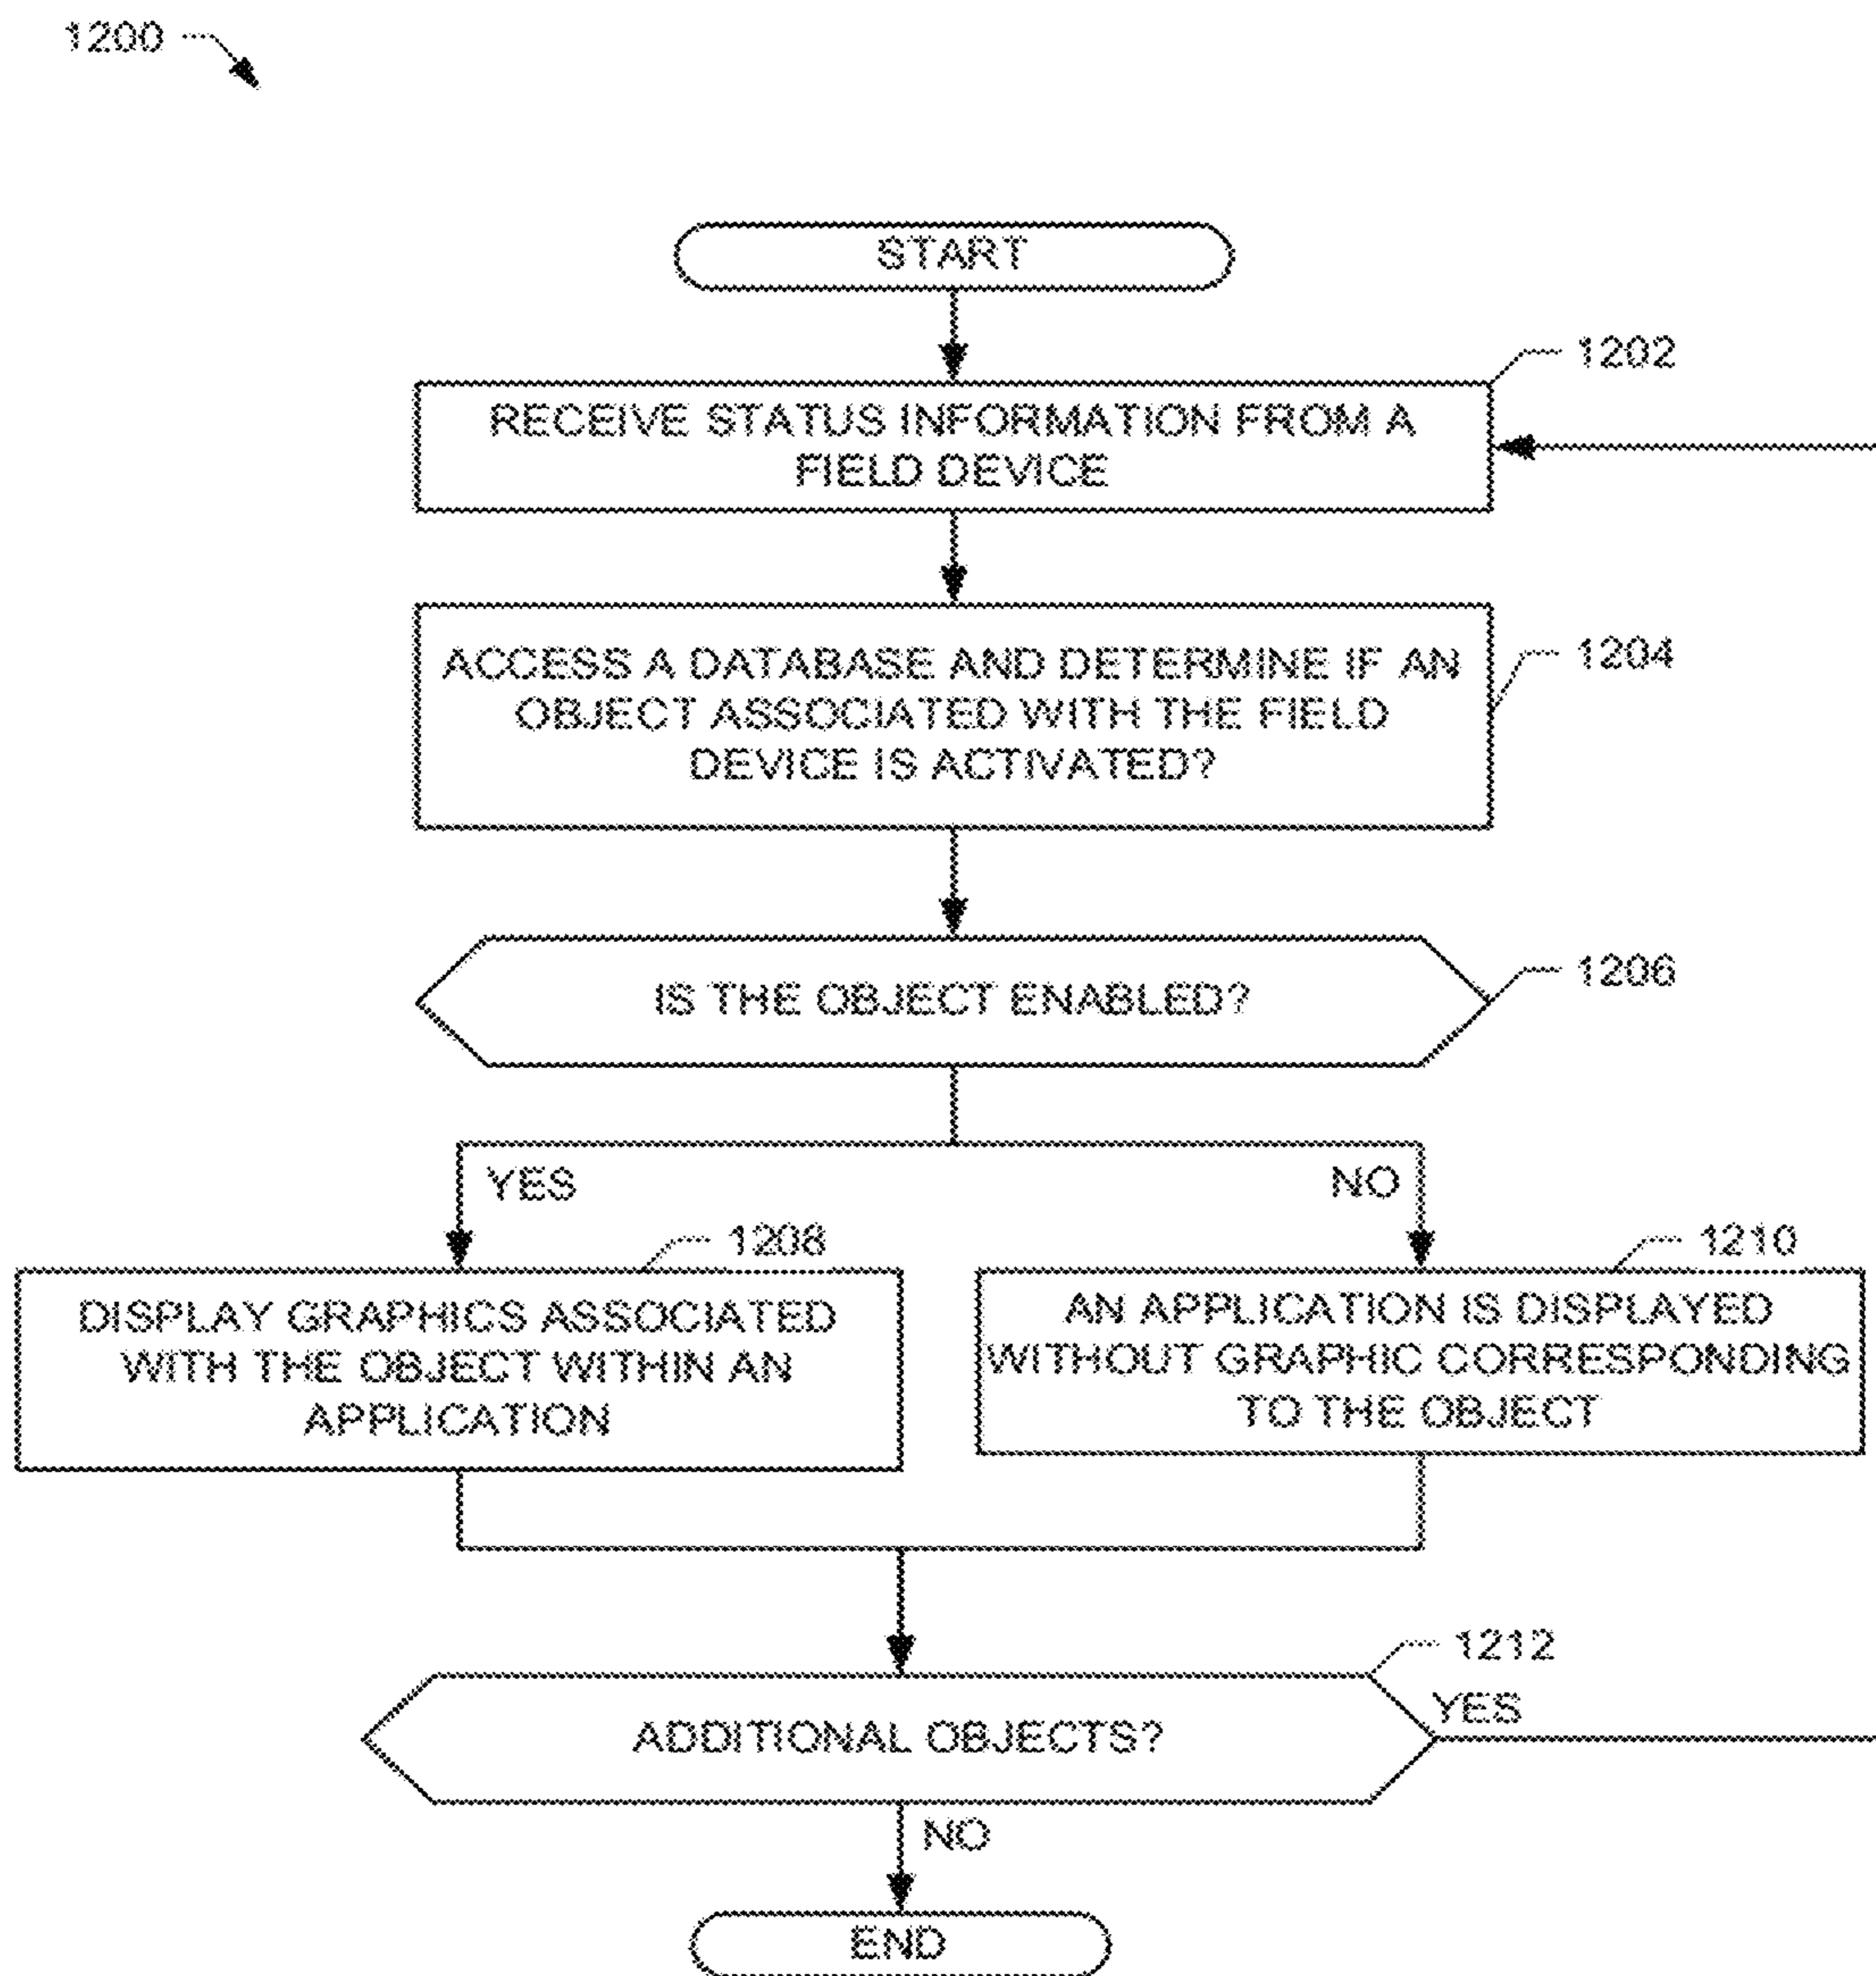 1200
START
1202
RECEIVE STATUS INFORMATION FROM A
FIELD DEVICE
ACCESS A DATABASE AND DETERMINE IF AN
OBJECT ASSOCIATED WITH THE FIELD
DEVICE IS ACTIVATED?
1204
IS THE OBJECT ENABLED?
1206
YES
NO
1208
DISPLAY GRAPHICS ASSOCIATED
WITH THE OBJECT WITHIN AN
APPLICATION
1210
AN APPLICATION IS DISPLAYED
WITHOUT GRAPHIC CORRESPONDING
TO THE OBJECT
1212
ADDITIONAL OBJECTS?
YES
NO
END